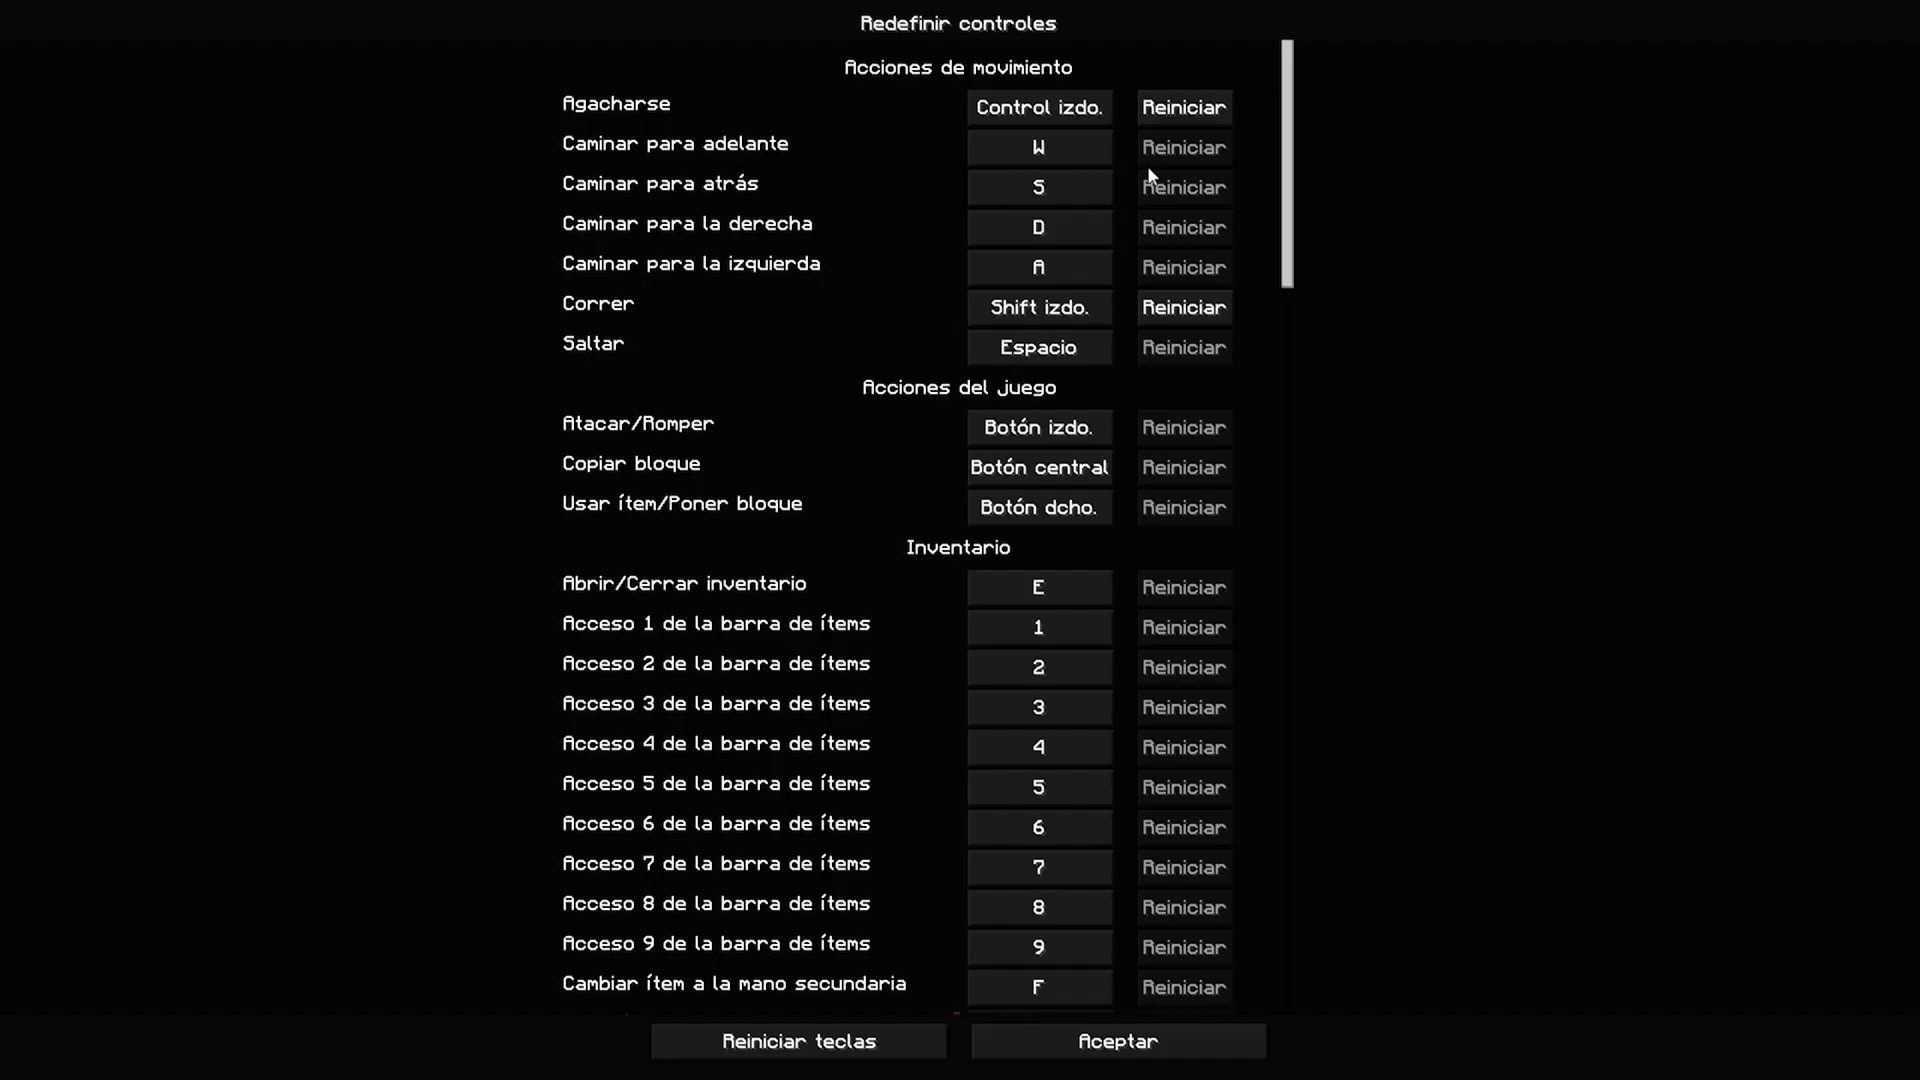 Redefinir controles
Acciones de movimiento
Agacharse Control izdo. Reiniciar
Caminar para adelante W Reiniciar
Caminar para atrás S Reiniciar
Caminar para la derecha D Reiniciar
Caminar para la izquierda A Reiniciar
Correr Shift izdo. Reiniciar
Saltar Espacio Reiniciar
Acciones del juego
Atacar/Romper Botón izdo. Reiniciar
Copiar bloque Botón central Reiniciar
Usar ítem/Poner bloque Botón dcho. Reiniciar
Inventario
Abrir/Cerrar inventario E Reiniciar
Acceso 1 de la barra de ítems 1 Reiniciar
Acceso 2 de la barra de ítems 2 Reiniciar
Acceso 3 de la barra de ítems 3 Reiniciar
Acceso 4 de la barra de ítems 4 Reiniciar
Acceso 5 de la barra de ítems 5 Reiniciar
Acceso 6 de la barra de ítems 6 Reiniciar
Acceso 7 de la barra de ítems 7 Reiniciar
Acceso 8 de la barra de ítems 8 Reiniciar
Acceso 9 de la barra de ítems 9 Reiniciar
Cambiar ítem a la mano secundaria F Reiniciar
Reiniciar teclas Aceptar